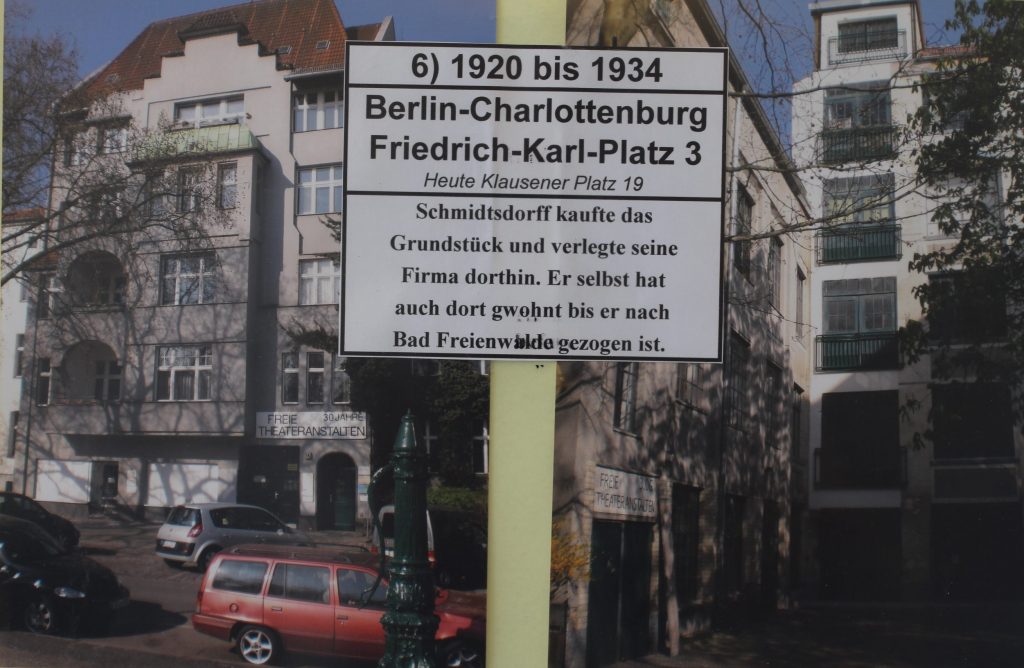 6) 1920 bis 1934
Berlin-Charlottenburg
Friedrich-Karl-Platz 3
Heute Klausener Platz 19
Schmidtsdorff kaufte das
Grundstück und verlegte seine
Firma dorthin. Er selbst hat
auch dort gwohnt bis er nach
Bad Freienwalde gezogen ist.
FREIE 30 JAHRE
THEATERANSTALTEN
FREIE
THEATERANSTALTEN